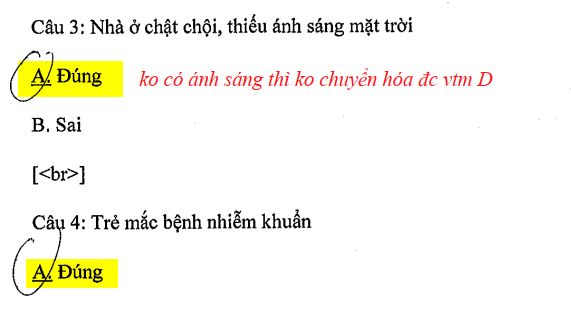 Câu 3: Nhà ở chật chội, thiếu ánh sáng mặt trời
A. Đúng ko có ánh sáng thì ko chuyển hóa đc vtm D
B. Sai
[<br>]
Câu 4: Trẻ mắc bệnh nhiễm khuẩn
A. Đúng